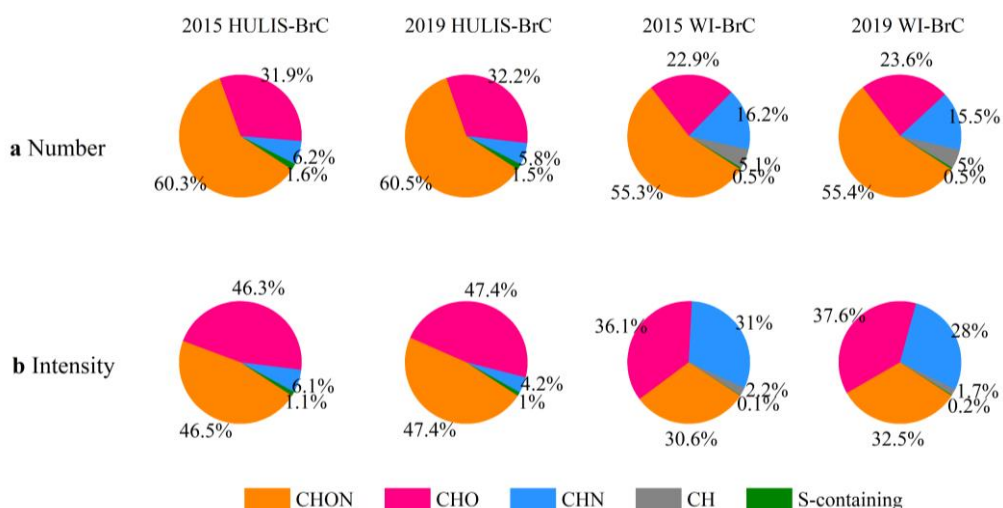 2015 HULIS-BrC 2019 HULIS-BrC 2015 WI-BrC 2019 WI-BrC
22.9% 23.6%
31.9% 32.2%
16.2% 15.5%
a Number
6.2% 5.8% 5.1% 5%
1.6% 1.5% 0.5% 0.5%
60.3% 60.5% 55.3% 55.4%
46.3% 47.4%
36.1% 31% 37.6% 28%
b Intensity
6.1% 4.2% 2.2% 1.7%
1.1% 1% 0.1% 0.2%
46.5% 47.4% 30.6% 32.5%
CHON CHO CHN CH S-containing